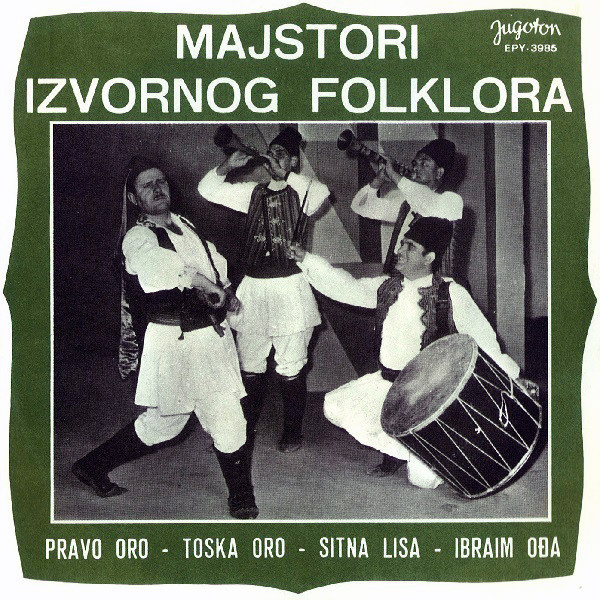 Jugoton
EPY-3985
MAJSTORI
IZVORNOG FOLKLORA
PRAVO ORO - TOSKA ORO - SITNA LISA - IBRAIM OĐA